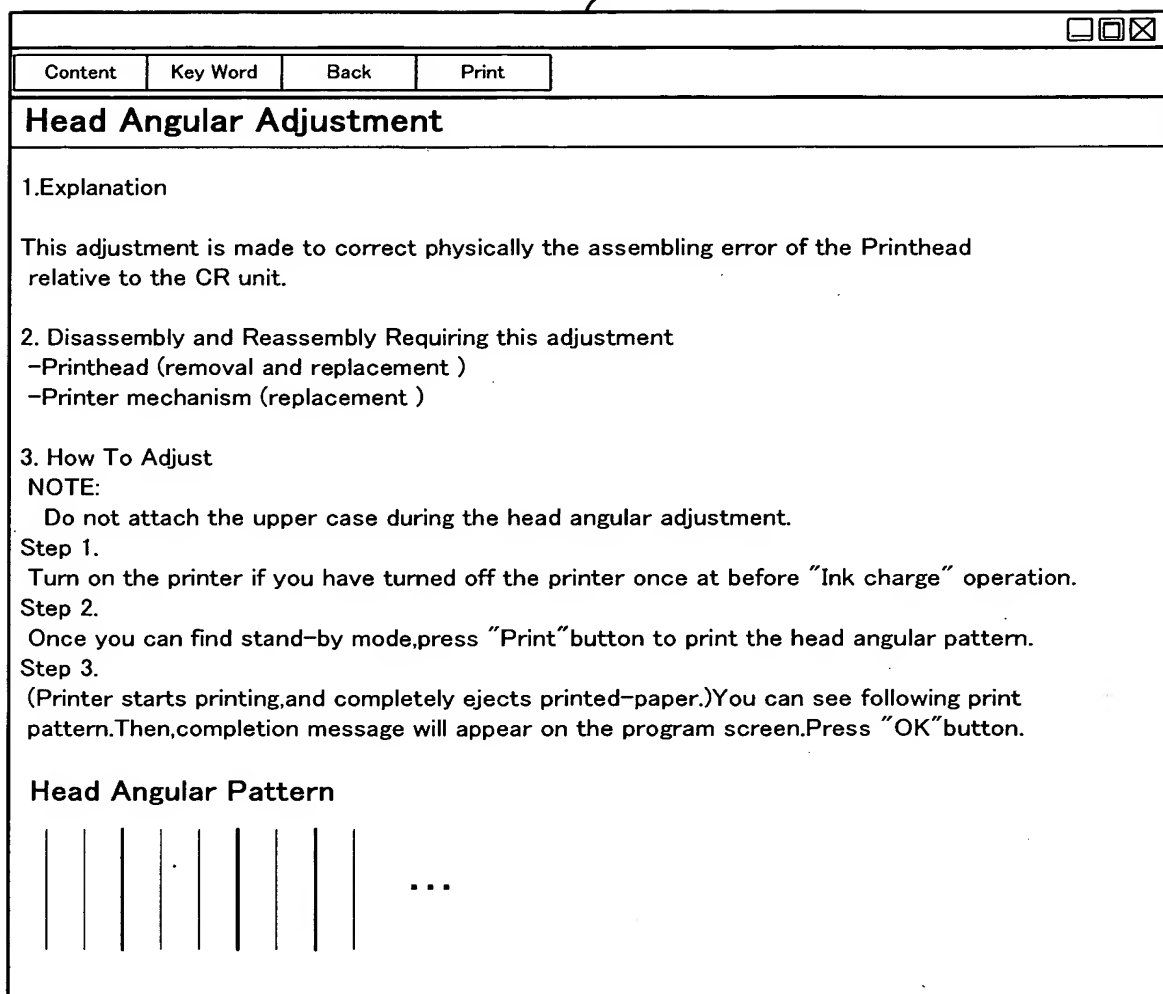 Content Key Word Back Print
Head Angular Adjustment
1.Explanation
This adjustment is made to correct physically the assembling error of the Printhead
relative to the CR unit.
2. Disassembly and Reassembly Requiring this adjustment
-Printhead (removal and replacement )
-Printer mechanism (replacement )
3. How To Adjust
NOTE:
Do not attach the upper case during the head angular adjustment.
Step 1.
Turn on the printer if you have turned off the printer once at before ″Ink charge″ operation.
Step 2.
Once you can find stand-by mode,press ″Print″button to print the head angular pattern.
Step 3.
(Printer starts printing,and completely ejects printed-paper.)You can see following print
pattern.Then,completion message will appear on the program screen.Press ″OK″button.
Head Angular Pattern
...